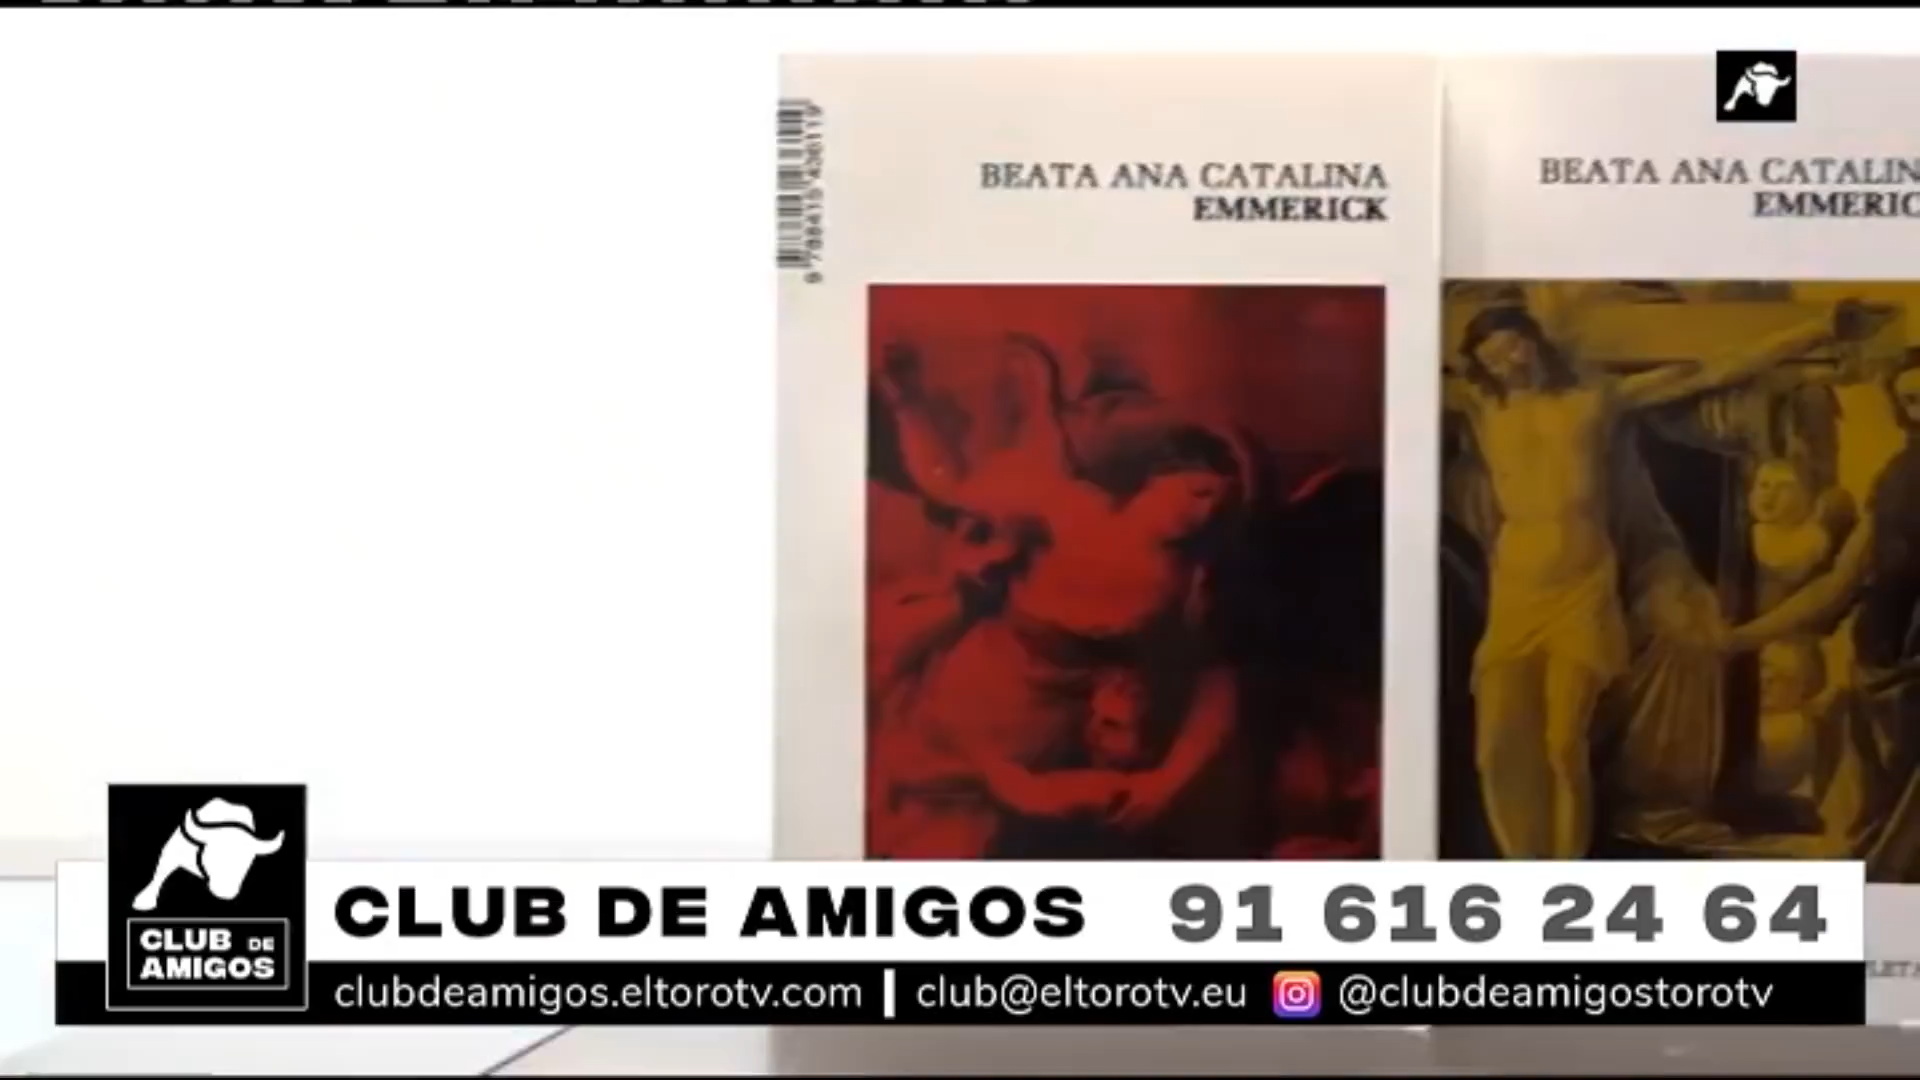 BEATA ANA CATALINA
EMMERICK
BEATA ANA CATALIN
EMMERIC
CLUB DE AMIGOS
91 616 24 64
CLUB DE
AMIGOS
clubdeamigos.eltorotv.com | club@eltorotv.eu @clubdeamigostorotv